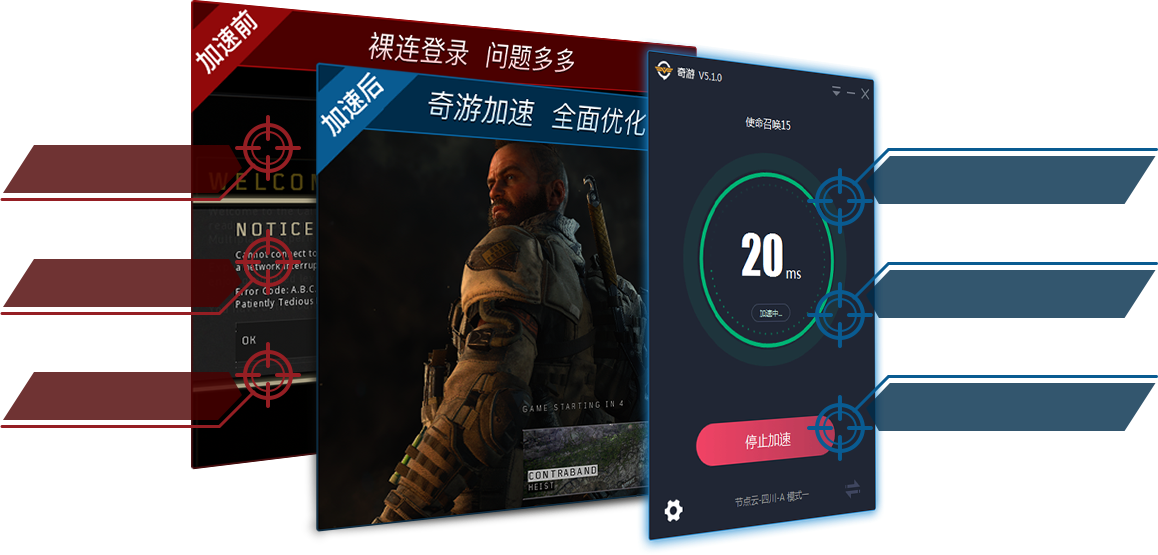 加速前
裸连登录 问题多多
WELCOM
NOTICE
Cannot connect to
a network interrup
Error Code: A.B.C.
Patiently Tedious
OK
加速后
奇游加速 全面优化
GAME STARTING IN 4
CONTRABAND
HEIST
奇游 V5.1.0
使命召唤15
20 ms
加速中...
停止加速
节点云-四川-A 模式一